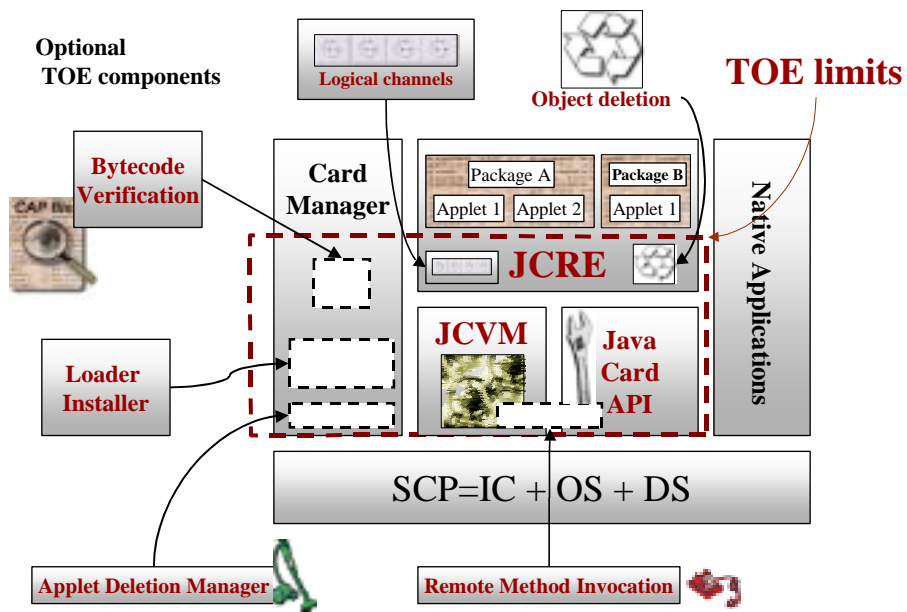 Optional
TOE components
Logical channels
Object deletion
TOE limits
Bytecode
Verification
Card
Manager
Package A
Applet 1
Applet 2
Package B
Applet 1
Native Applications
JCRE
Loader
Installer
JCVM
Java
Card
API
SCP=IC + OS + DS
Applet Deletion Manager
Remote Method Invocation